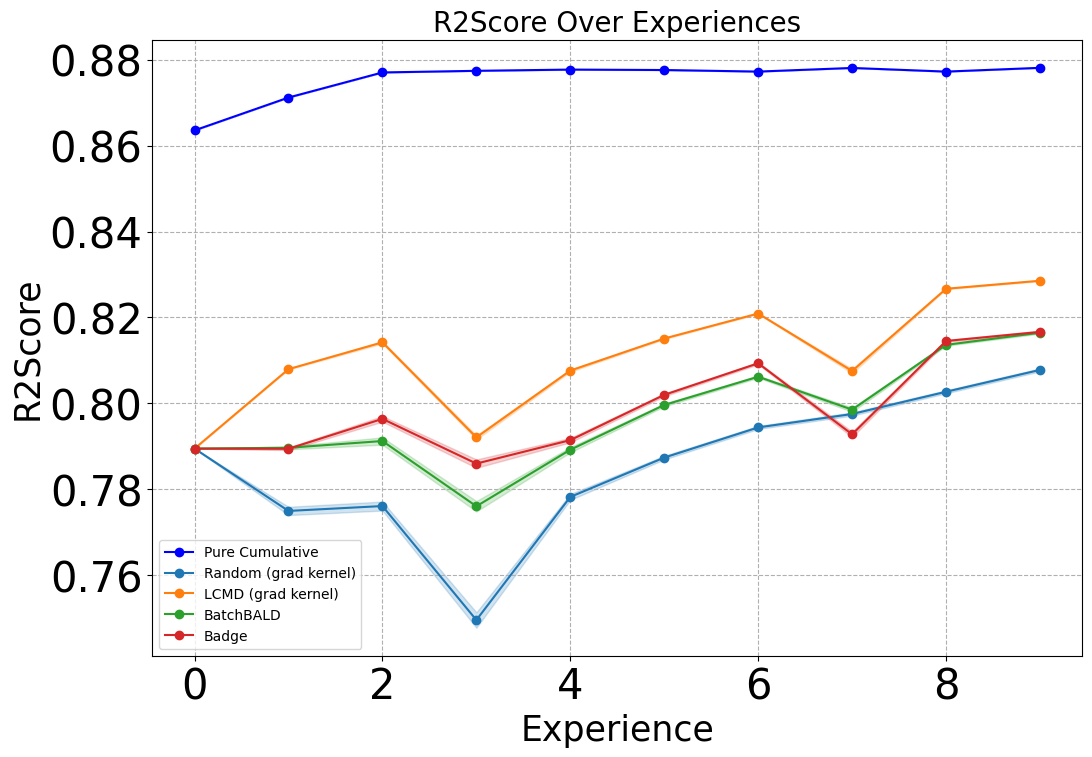 R2Score Over Experiences
0.88
0.86
0.84
0.82
0.80
0.78
0.76
R2Score
Pure Cumulative
Random (grad kernel)
LCMD (grad kernel)
BatchBALD
Badge
0 2 4 6 8
Experience